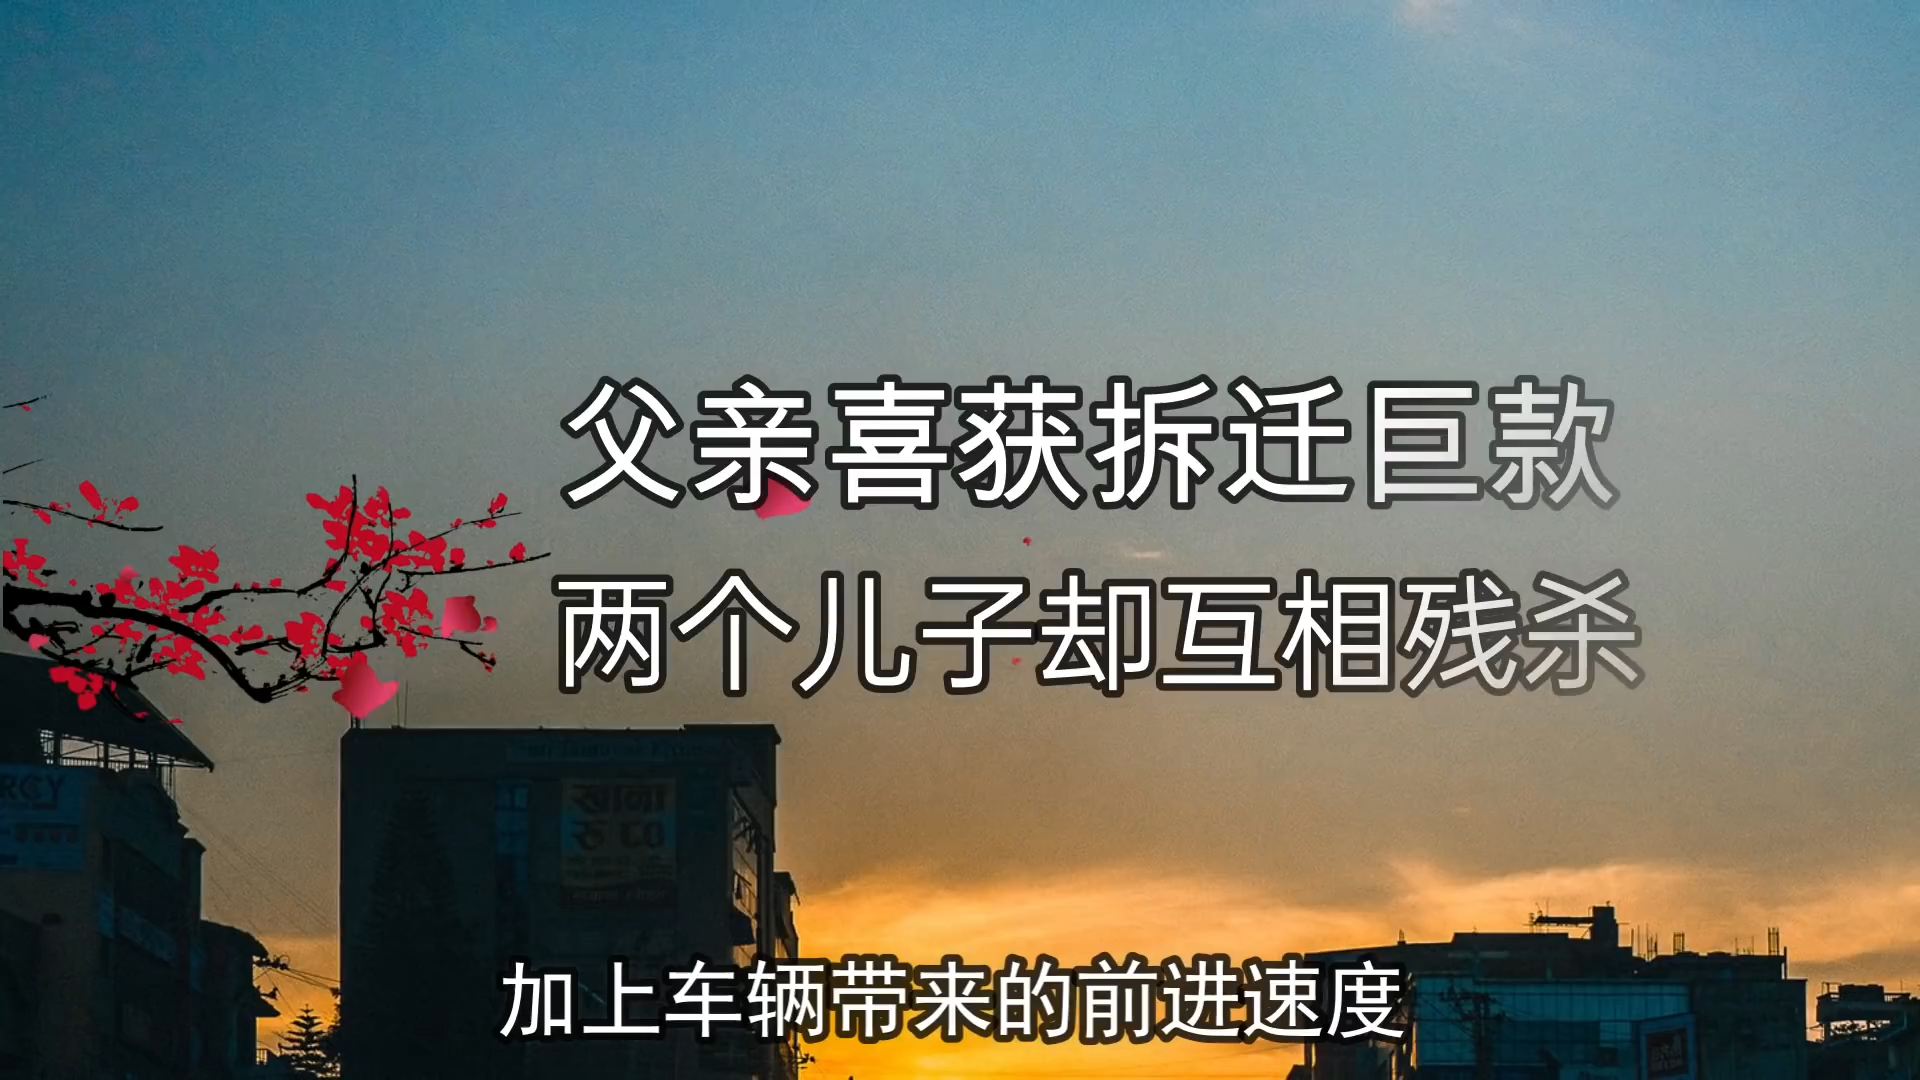 父亲喜获拆迁巨款
两个儿子却互相残杀
RCY
खाना
加上车辆带来的前进速度